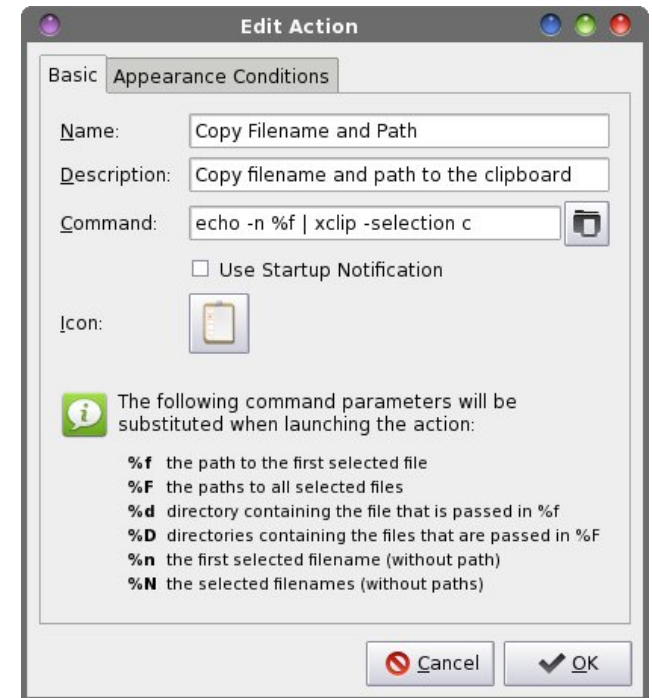 Edit Action
Basic Appearance Conditions
Name: Copy Filename and Path
Description: Copy filename and path to the clipboard
Command: echo -n %f | xclip -selection c
Use Startup Notification
Icon:
The following command parameters will be
substituted when launching the action:
%f the path to the first selected file
%F the paths to all selected files
%d directory containing the file that is passed in %f
%D directories containing the files that are passed in %F
%n the first selected filename (without path)
%N the selected filenames (without paths)
Cancel OK